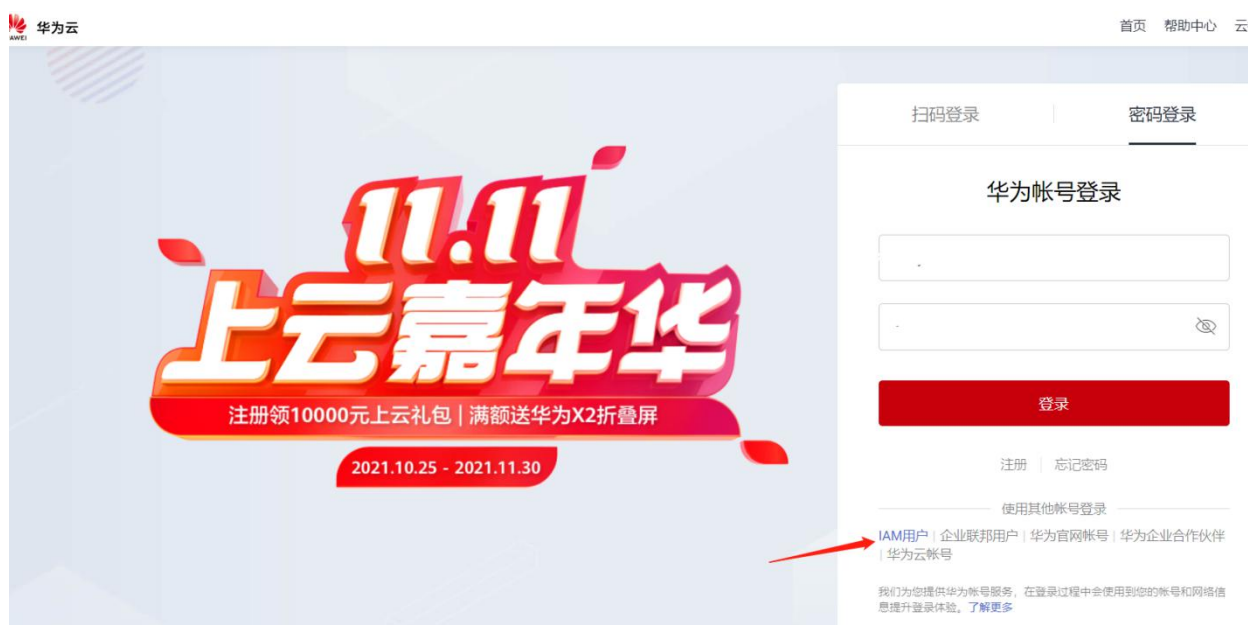 华为云
首页 帮助中心 云
扫码登录 密码登录
华为帐号登录
11.11
上云嘉年华
注册领10000元上云礼包 | 满额送华为X2折叠屏
2021.10.25 - 2021.11.30
登录
注册 | 忘记密码
使用其他帐号登录
IAM用户 | 企业联邦用户 | 华为官网帐号 | 华为企业合作伙伴
| 华为云帐号
我们为您提供华为帐号服务，在登录过程中会使用到您的帐号和网络信
息提升登录体验。了解更多